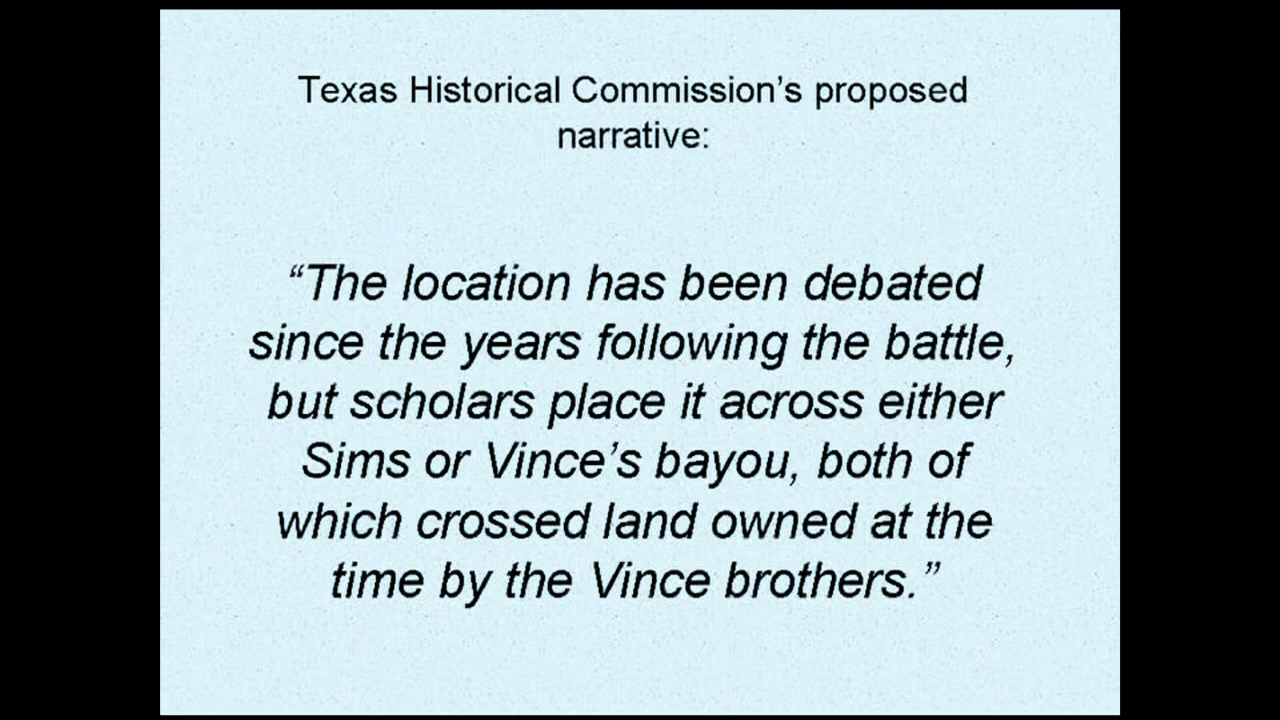 Texas Historical Commission’s proposed
narrative:
“The location has been debated
since the years following the battle,
but scholars place it across either
Sims or Vince’s bayou, both of
which crossed land owned at the
time by the Vince brothers.”